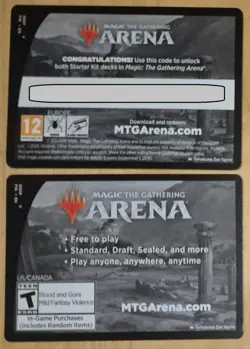 MAGIC THE GATHERING
ARENA
CONGRATULATIONS! Use this code to unlock
both Starter Kit decks in Magic: The Gathering Arena*.
EUROPE
12
Download and redeem:
MTGArena.com
MAGIC THE GATHERING
ARENA
• Free to play
• Standard, Draft, Sealed, and more
• Play anyone, anywhere, anytime
US/CANADA
TEEN
T
ESRB
Blood and Gore
Mild Fantasy Violence
In-Game Purchases
(Includes Random Items)
MTGArena.com